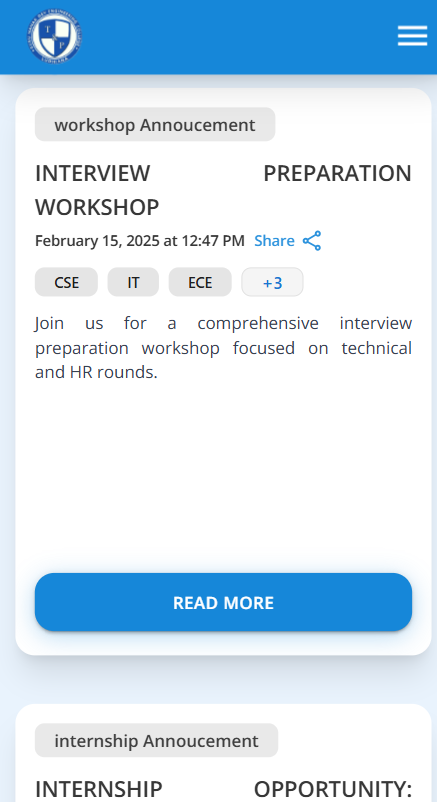 T P
workshop Annoucement
INTERVIEW PREPARATION
WORKSHOP
February 15, 2025 at 12:47 PM Share
CSE IT ECE +3
Join us for a comprehensive interview
preparation workshop focused on technical
and HR rounds.
READ MORE
internship Annoucement
INTERNSHIP OPPORTUNITY: